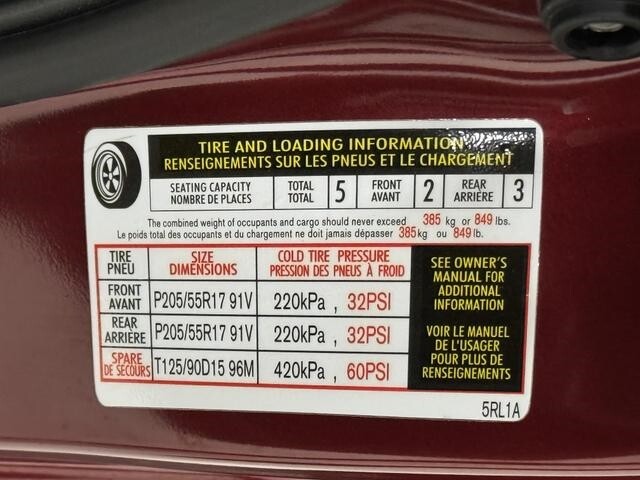 TIRE AND LOADING INFORMATION
RENSEIGNEMENTS SUR LES PNEUS ET LE CHARGEMENT
SEATING CAPACITY TOTAL 5 FRONT 2 REAR 3
NOMBRE DE PLACES TOTAL AVANT ARRIÈRE
The combined weight of occupants and cargo should never exceed 385 kg or 849 lbs.
Le poids total des occupants et du chargement ne doit jamais dépasser 385 kg ou 849 lb.
TIRE SIZE COLD TIRE PRESSURE
PNEU DIMENSIONS PRESSION DES PNEUS À FROID
FRONT
AVANT P205/55R17 91V 220kPa , 32PSI
REAR
ARRIÈRE P205/55R17 91V 220kPa , 32PSI
SPARE
DE SECOURS T125/90D15 96M 420kPa , 60PSI
SEE OWNER'S
MANUAL FOR
ADDITIONAL
INFORMATION
VOIR LE MANUEL
DE L'USAGER
POUR PLUS DE
RENSEIGNEMENTS
5RL1A